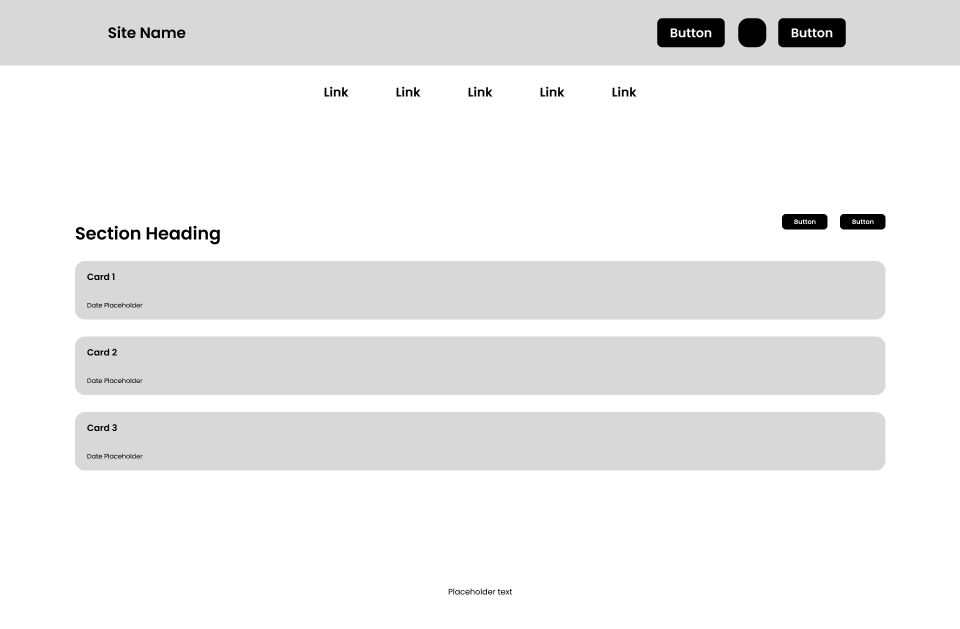 Site Name
Button
Button
Link Link Link Link Link
Section Heading
Button
Button
Card 1
Date Placeholder
Card 2
Date Placeholder
Card 3
Date Placeholder
Placeholder text